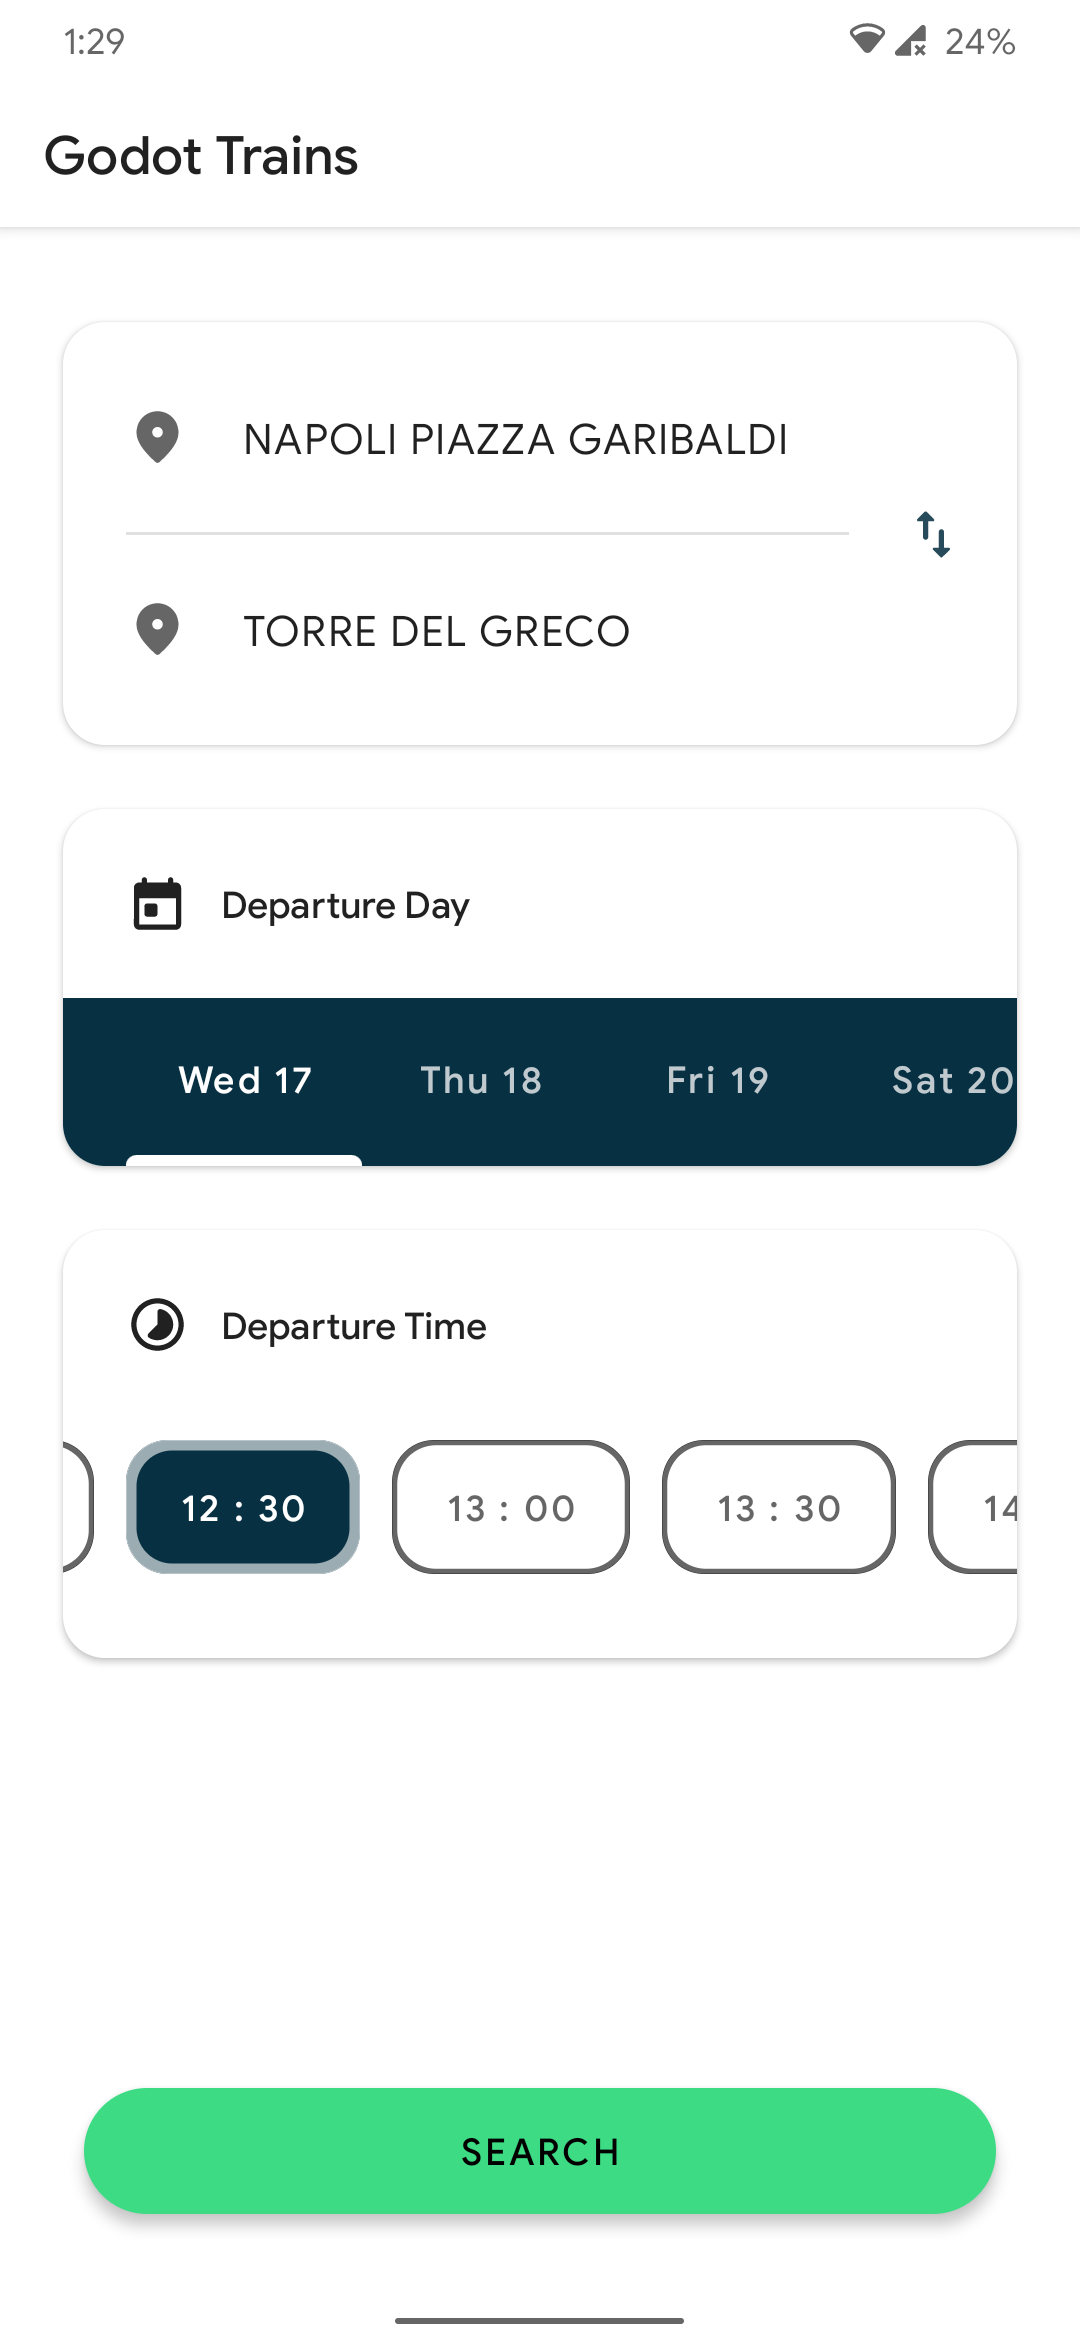 1:29 24%
Godot Trains
NAPOLI PIAZZA GARIBALDI
TORRE DEL GRECO
Departure Day
Wed 17 Thu 18 Fri 19 Sat 20
Departure Time
12 : 30 13 : 00 13 : 30 14
SEARCH